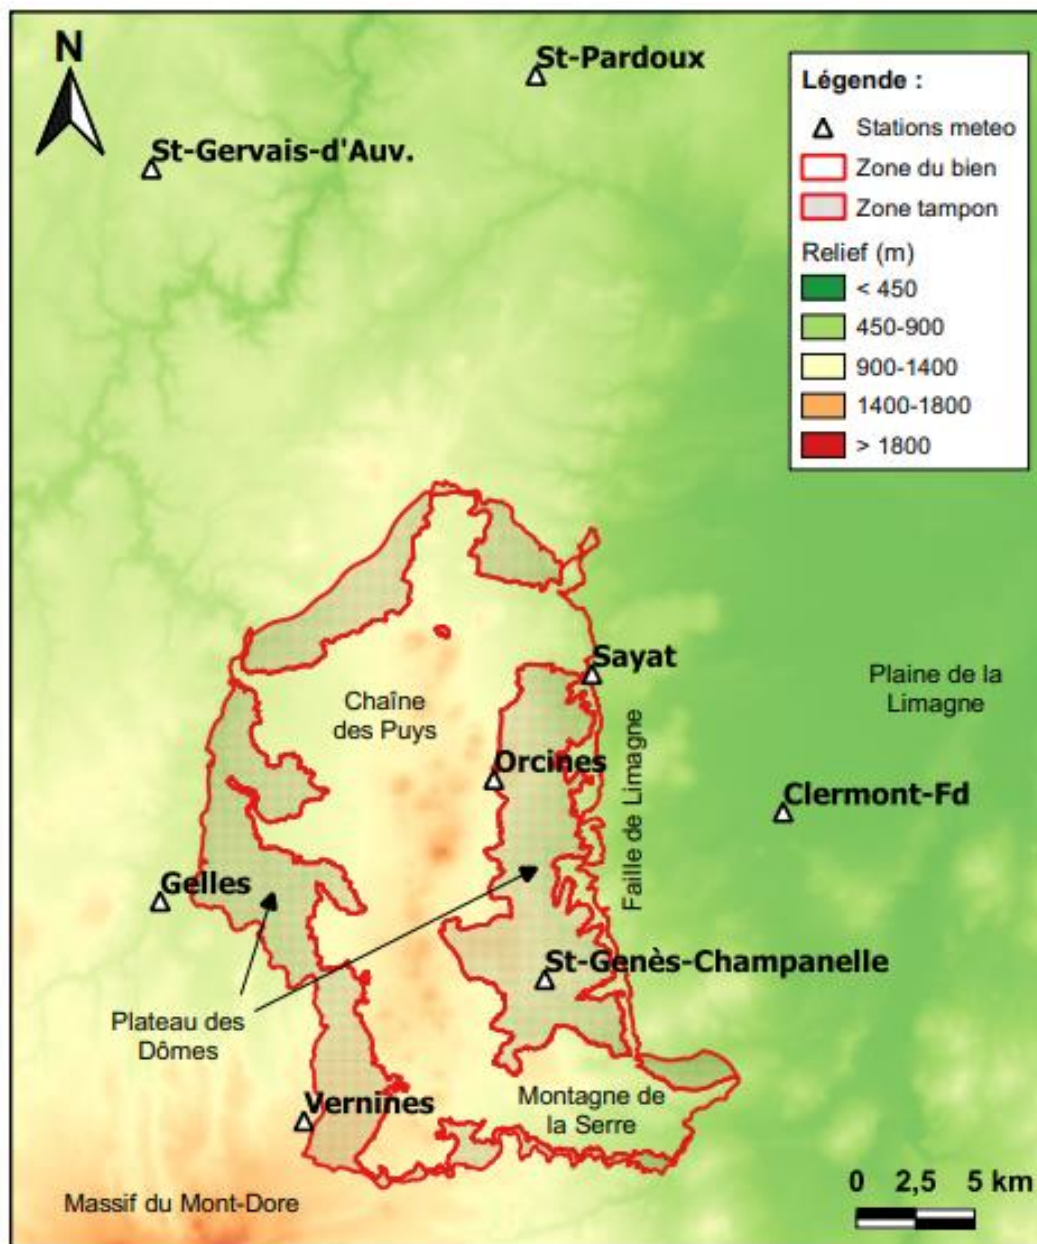 N
St-Pardoux
St-Gervais-d'Auv.
Légende :
Stations meteo
Zone du bien
Zone tampon
Relief (m)
< 450
450-900
900-1400
1400-1800
> 1800
Sayat
Plaine de la
Limagne
Chaîne
des Puys
Orcines
Faille de Limagne
Clermont-Fd
Gelles
St-Genès-Champanelle
Plateau des
Dômes
Vernines
Montagne de
la Serre
Massif du Mont-Dore
0 2,5 5 km